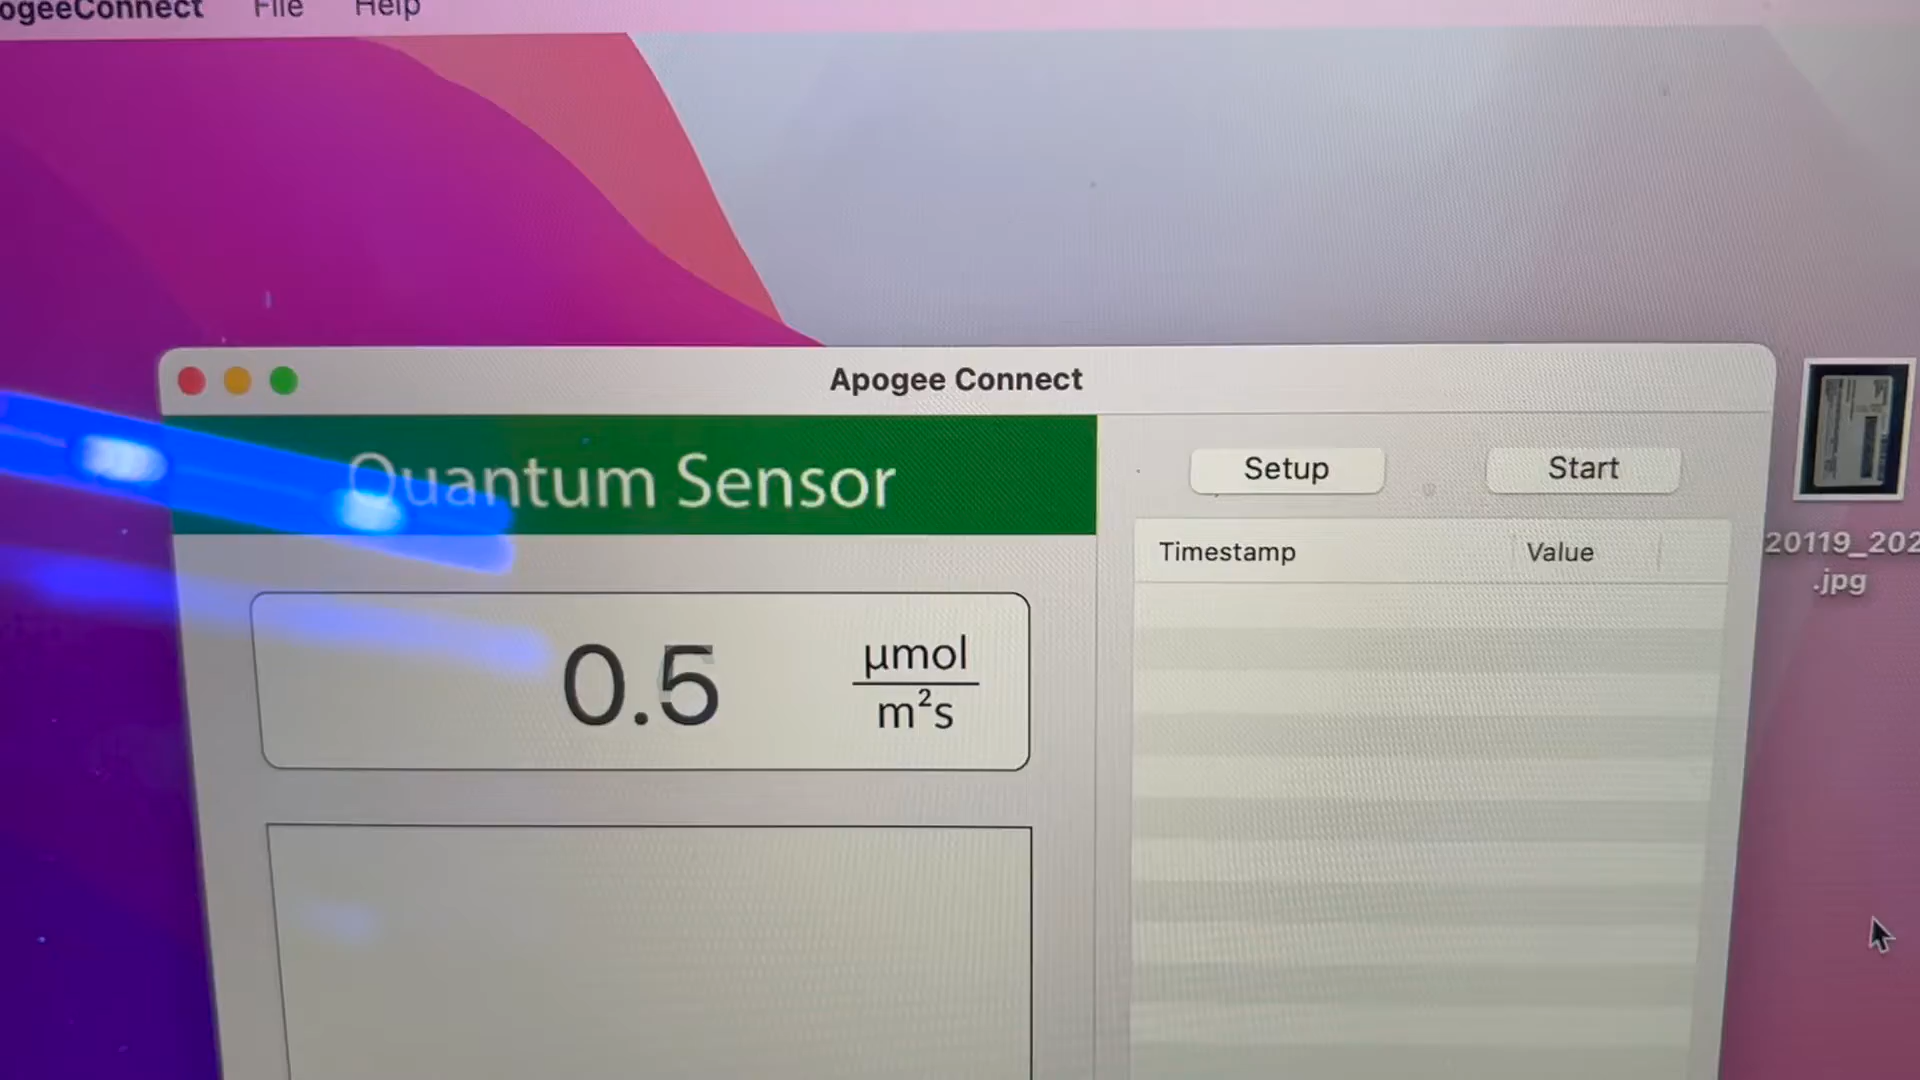 ogeeConnect File Help
Apogee Connect
Quantum Sensor
Setup Start
Timestamp Value
0.5 µmol
m²s
20119_202
.jpg